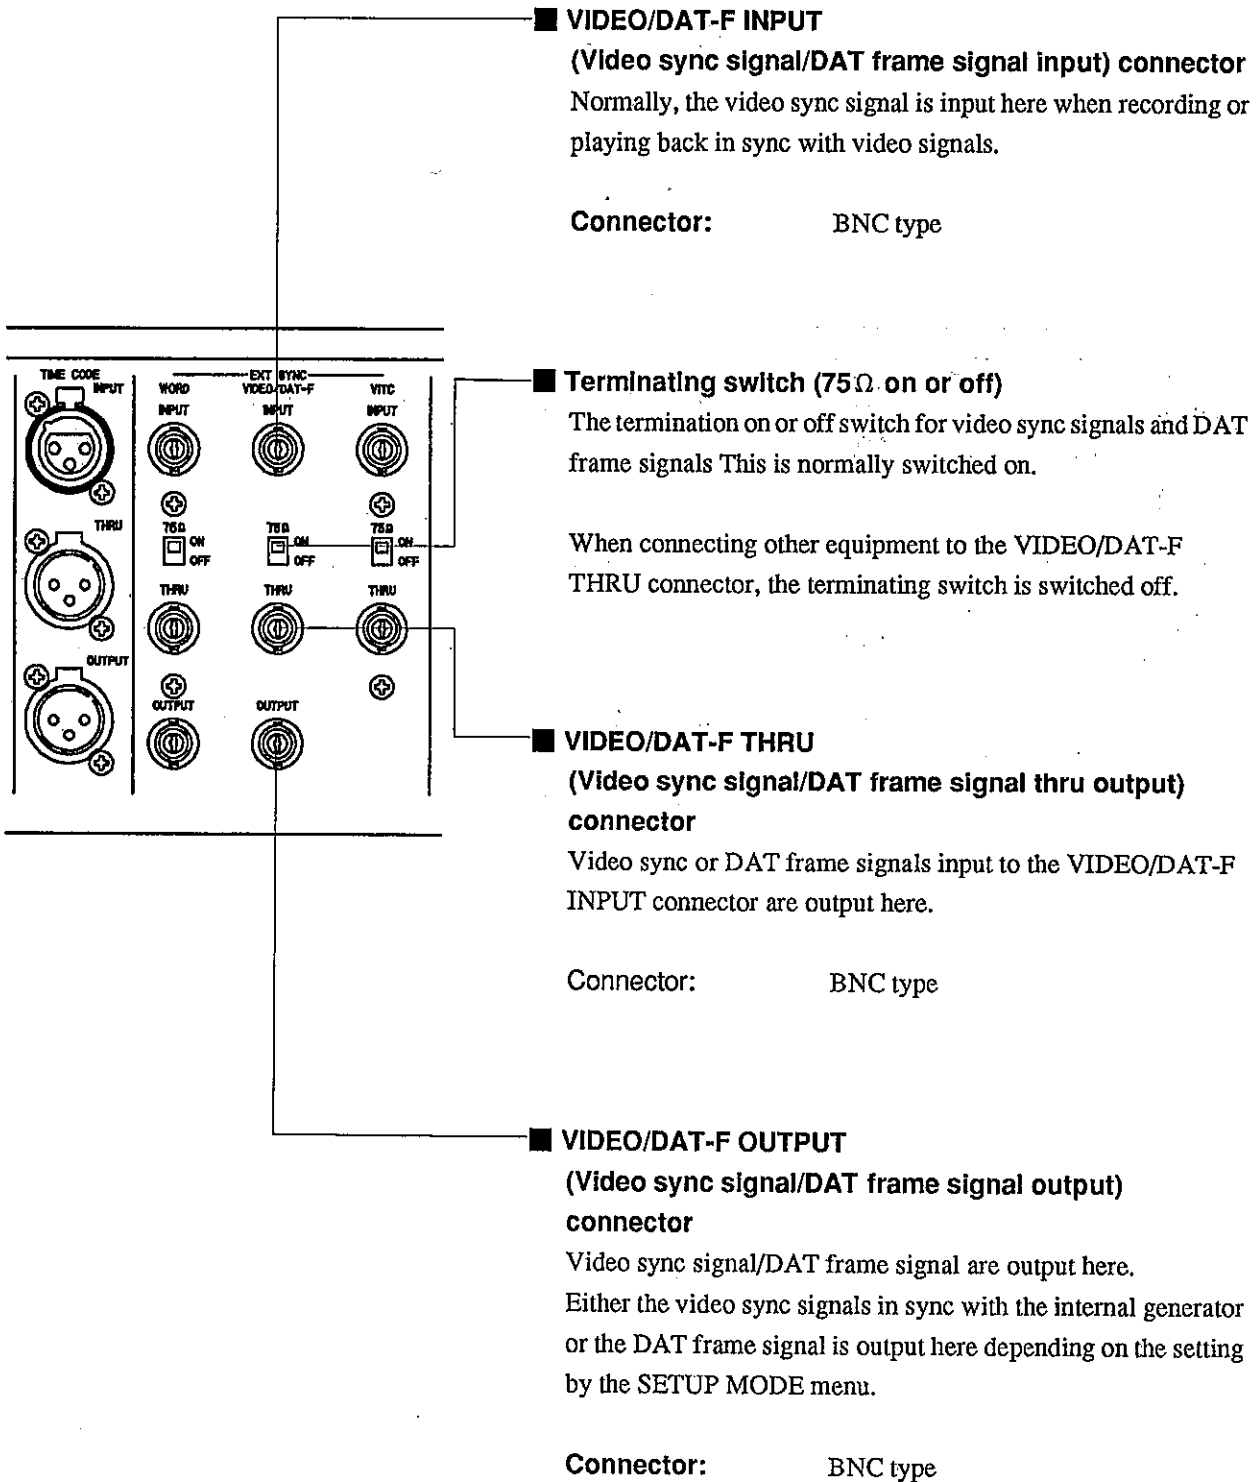 ■ VIDEO/DAT-F INPUT
(Video sync signal/DAT frame signal input) connector
Normally, the video sync signal is input here when recording or
playing back in sync with video signals.
Connector: BNC type
TIME CODE
INPUT
THRU
OUTPUT
EXT SYNC
WORD VIDEO/DAT-F VITC
INPUT INPUT INPUT
75Ω 75Ω 75Ω
ON ON ON
OFF OFF OFF
THRU THRU THRU
OUTPUT OUTPUT
■ Terminating switch (75Ω on or off)
The termination on or off switch for video sync signals and DAT
frame signals This is normally switched on.
When connecting other equipment to the VIDEO/DAT-F
THRU connector, the terminating switch is switched off.
■ VIDEO/DAT-F THRU
(Video sync signal/DAT frame signal thru output)
connector
Video sync or DAT frame signals input to the VIDEO/DAT-F
INPUT connector are output here.
Connector: BNC type
■ VIDEO/DAT-F OUTPUT
(Video sync signal/DAT frame signal output)
connector
Video sync signal/DAT frame signal are output here.
Either the video sync signals in sync with the internal generator
or the DAT frame signal is output here depending on the setting
by the SETUP MODE menu.
Connector: BNC type